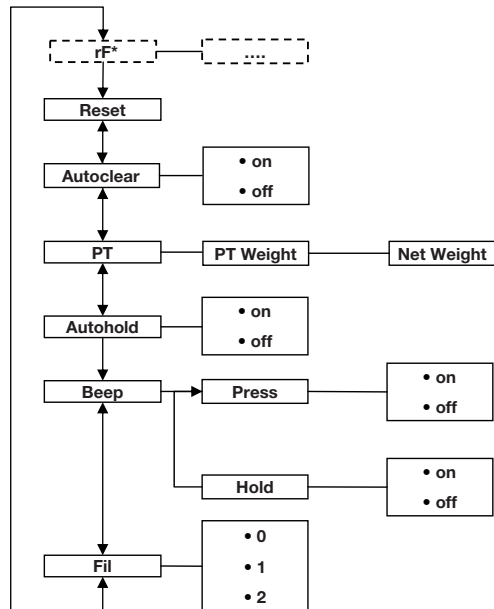 rF*
....
Reset
Autoclear
• on
• off
PT
PT Weight
Net Weight
Autohold
• on
• off
Beep
Press
• on
• off
Hold
• on
• off
Fil
• 0
• 1
• 2